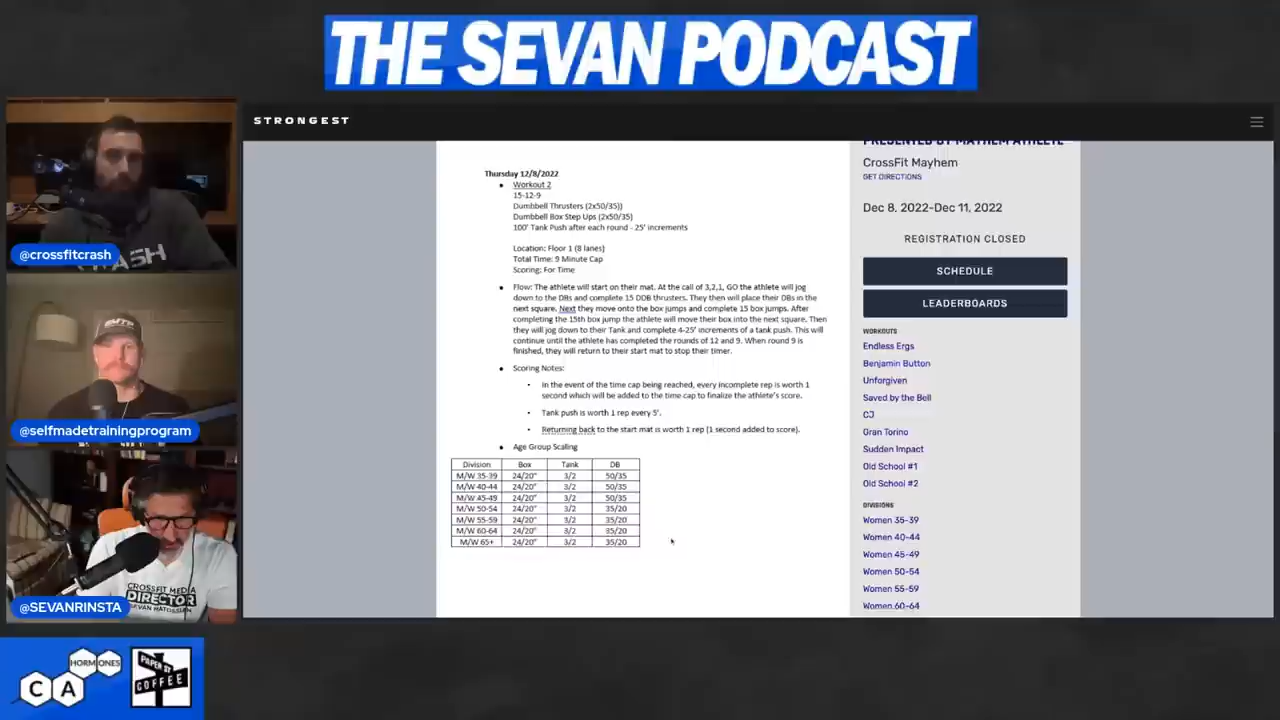 THE SEVAN PODCAST
STRONGEST
@crossfitcrash
@selfmadetrainingprogram
CROSSFIT MEDIA
DIRECTOR
@SEVANRINSTA
CA
HORMONES
PAPER ST
COFFEE
Thursday 12/8/2022
• Workout 2
15-12-9
Dumbbell Thrusters (2x50/35))
Dumbbell Box Step Ups (2x50/35)
100' Tank Push after each round - 25' increments
Location: Floor 1 (8 lanes)
Total Time: 9 Minute Cap
Scoring: For Time
• Flow: The athlete will start on their mat. At the call of 3,2,1, GO the athlete will jog
down to the DBs and complete 15 DDB thrusters. They then will place their DBs in the
next square. Next they move onto the box jumps and complete 15 box jumps. After
completing the 15th box jump the athlete will move their box into the next square. Then
they will jog down to their Tank and complete 4-25' increments of a tank push. This will
continue until the athlete has completed the rounds of 12 and 9. When round 9 is
finished, they will return to their start mat to stop their timer.
• Scoring Notes:
• In the event of the time cap being reached, every incomplete rep is worth 1
second which will be added to the time cap to finalize the athlete's score.
• Tank push is worth 1 rep every 5'.
• Returning back to the start mat is worth 1 rep (1 second added to score).
• Age Group Scaling
Division Box Tank DB
M/W 35-39 24/20" 3/2 50/35
M/W 40-44 24/20" 3/2 50/35
M/W 45-49 24/20" 3/2 50/35
M/W 50-54 24/20" 3/2 35/20
M/W 55-59 24/20" 3/2 35/20
M/W 60-64 24/20" 3/2 35/20
M/W 65+ 24/20" 3/2 35/20
PRESENTED BY MAYHEM ATHLETE
CrossFit Mayhem
GET DIRECTIONS
Dec 8, 2022-Dec 11, 2022
REGISTRATION CLOSED
SCHEDULE
LEADERBOARDS
WORKOUTS
Endless Ergs
Benjamin Button
Unforgiven
Saved by the Bell
CJ
Gran Torino
Sudden Impact
Old School #1
Old School #2
DIVISIONS
Women 35-39
Women 40-44
Women 45-49
Women 50-54
Women 55-59
Women 60-64